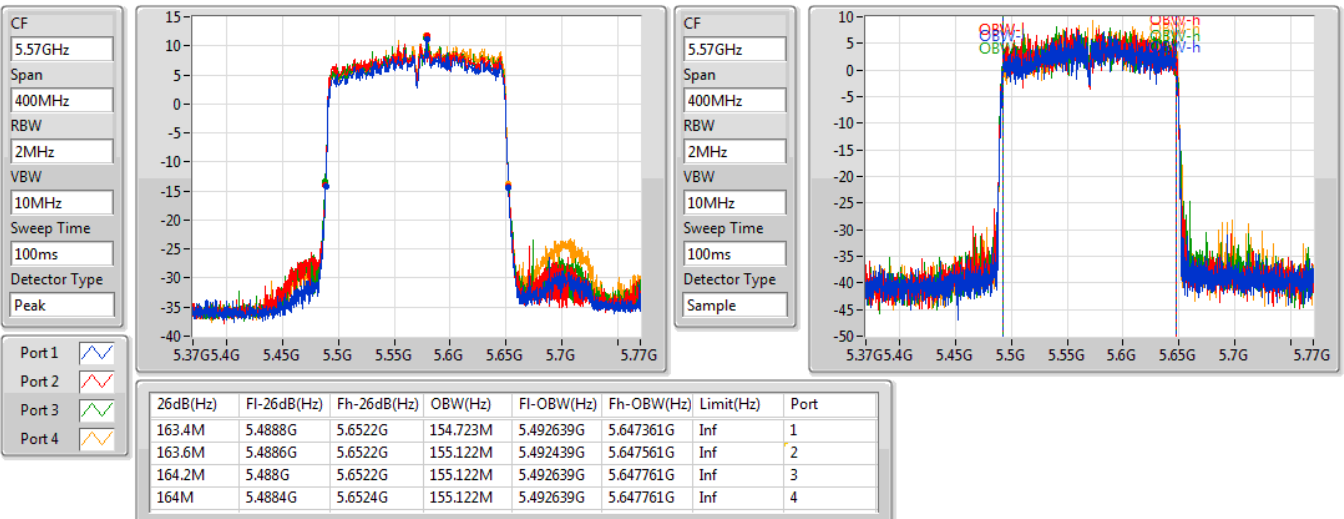 CF
5.57GHz
Span
400MHz
RBW
2MHz
VBW
10MHz
Sweep Time
100ms
Detector Type
Peak
15
10
5
0
-5
-10
-15
-20
-25
-30
-35
-40
5.37G 5.4G 5.45G 5.5G 5.55G 5.6G 5.65G 5.7G 5.77G
CF
5.57GHz
Span
400MHz
RBW
2MHz
VBW
10MHz
Sweep Time
100ms
Detector Type
Sample
10
5
0
-5
-10
-15
-20
-25
-30
-35
-40
-45
-50
OBW-h
OBW-h
OBW-h
5.37G 5.4G 5.45G 5.5G 5.55G 5.6G 5.65G 5.7G 5.77G
Port 1
Port 2
Port 3
Port 4
26dB(Hz) Fl-26dB(Hz) Fh-26dB(Hz) OBW(Hz) Fl-OBW(Hz) Fh-OBW(Hz) Limit(Hz) Port
163.4M 5.4888G 5.6522G 154.723M 5.492639G 5.647361G Inf 1
163.6M 5.4886G 5.6522G 155.122M 5.492439G 5.647561G Inf 2
164.2M 5.488G 5.6522G 155.122M 5.492639G 5.647761G Inf 3
164M 5.4884G 5.6524G 155.122M 5.492639G 5.647761G Inf 4